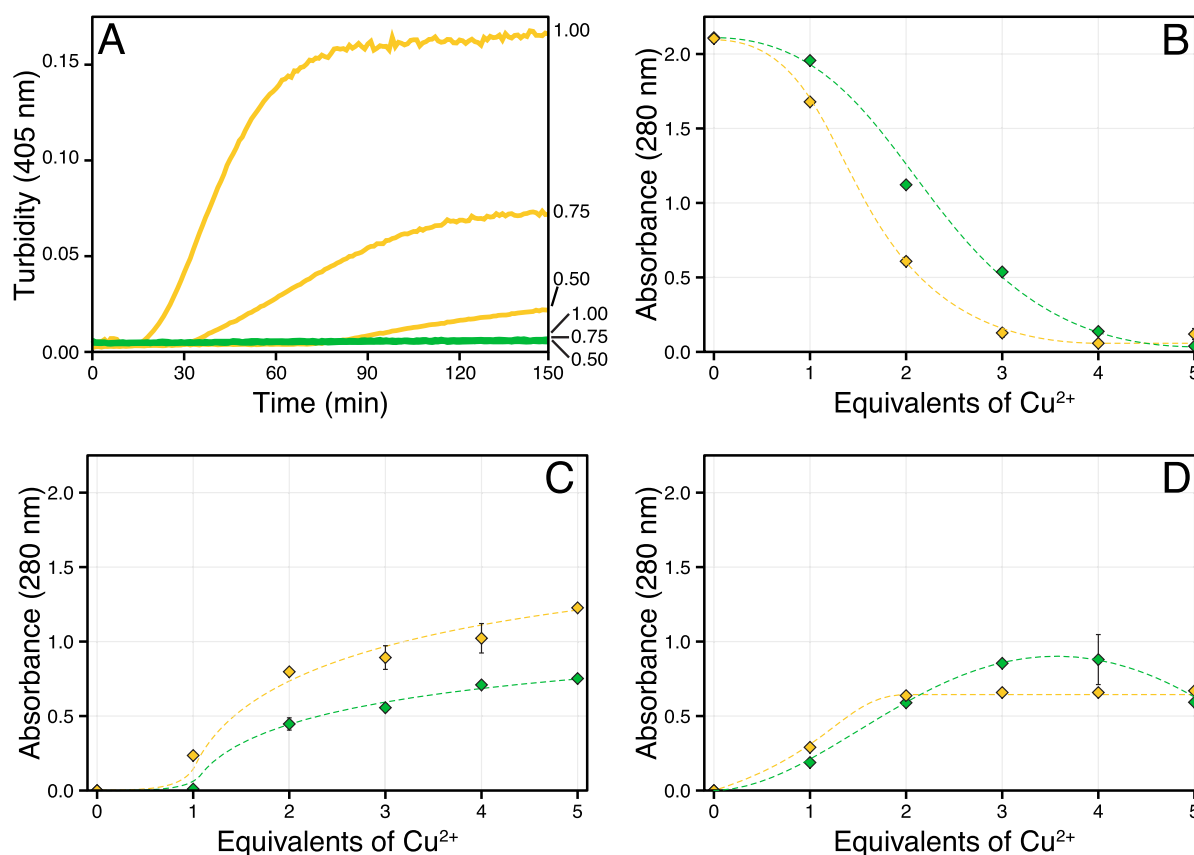 A
Turbidity (405 nm)
0.15
0.10
0.05
0.00
0 30 60 90 120 150
Time (min)
1.00
0.75
0.50
1.00
0.75
0.50
B
Absorbance (280 nm)
2.0
1.5
1.0
0.5
0.0
0 1 2 3 4 5
Equivalents of Cu²⁺
C
Absorbance (280 nm)
2.0
1.5
1.0
0.5
0.0
0 1 2 3 4 5
Equivalents of Cu²⁺
D
Absorbance (280 nm)
2.0
1.5
1.0
0.5
0.0
0 1 2 3 4 5
Equivalents of Cu²⁺